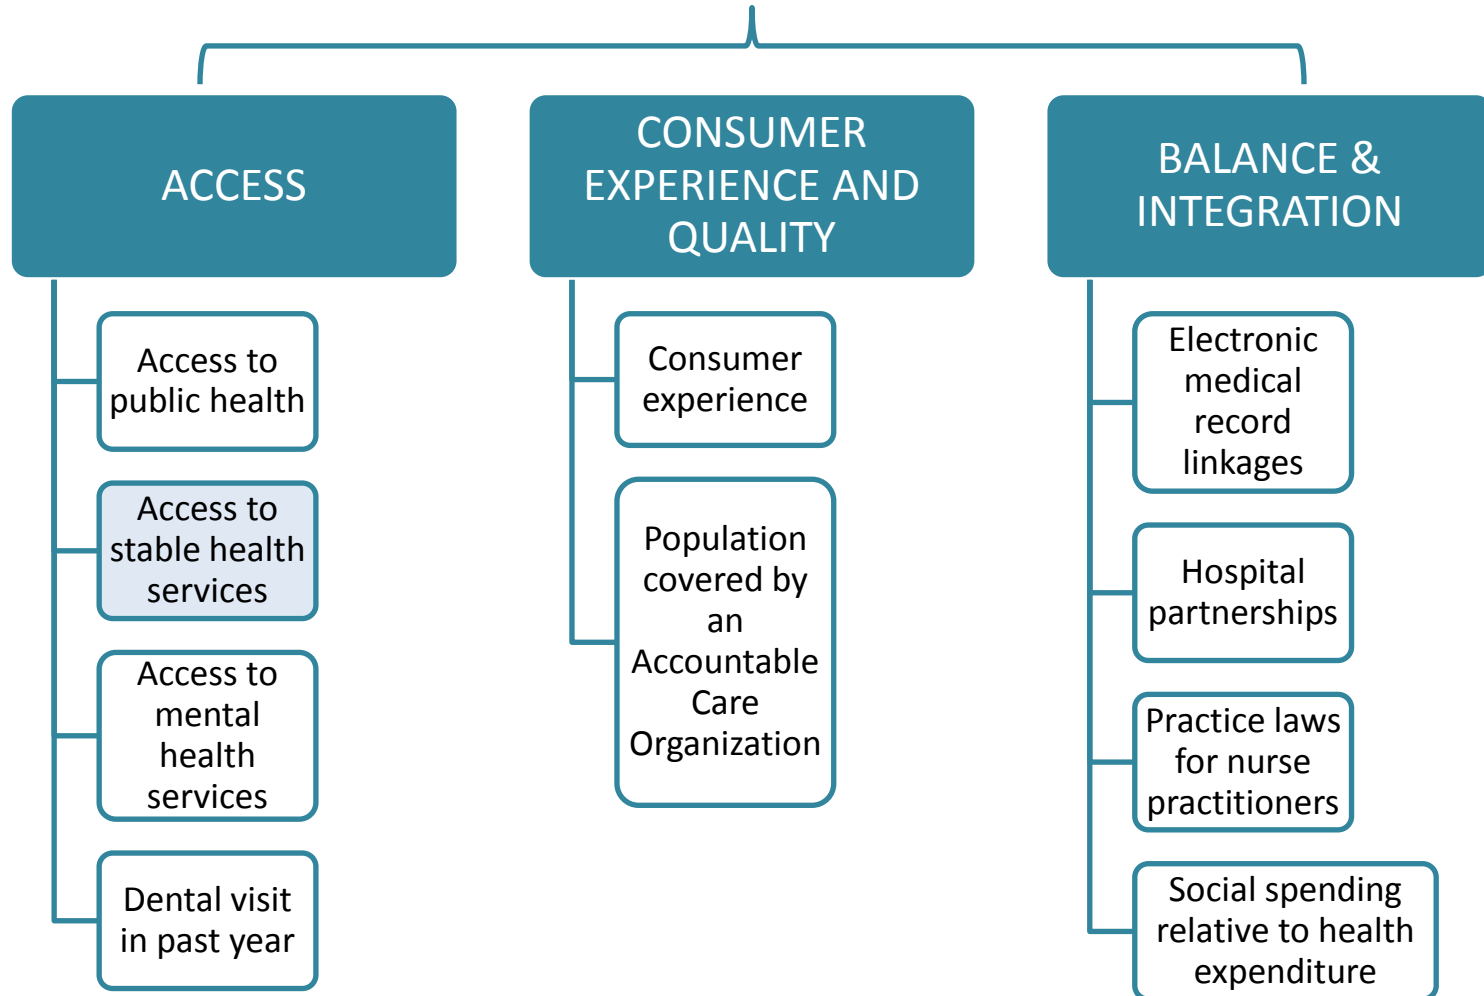 ACCESS
Access to
public health
Access to
stable health
services
Access to
mental
health
services
Dental visit
in past year
CONSUMER
EXPERIENCE AND
QUALITY
Consumer
experience
Population
covered by
an
Accountable
Care
Organization
BALANCE &
INTEGRATION
Electronic
medical
record
linkages
Hospital
partnerships
Practice laws
for nurse
practitioners
Social spending
relative to health
expenditure